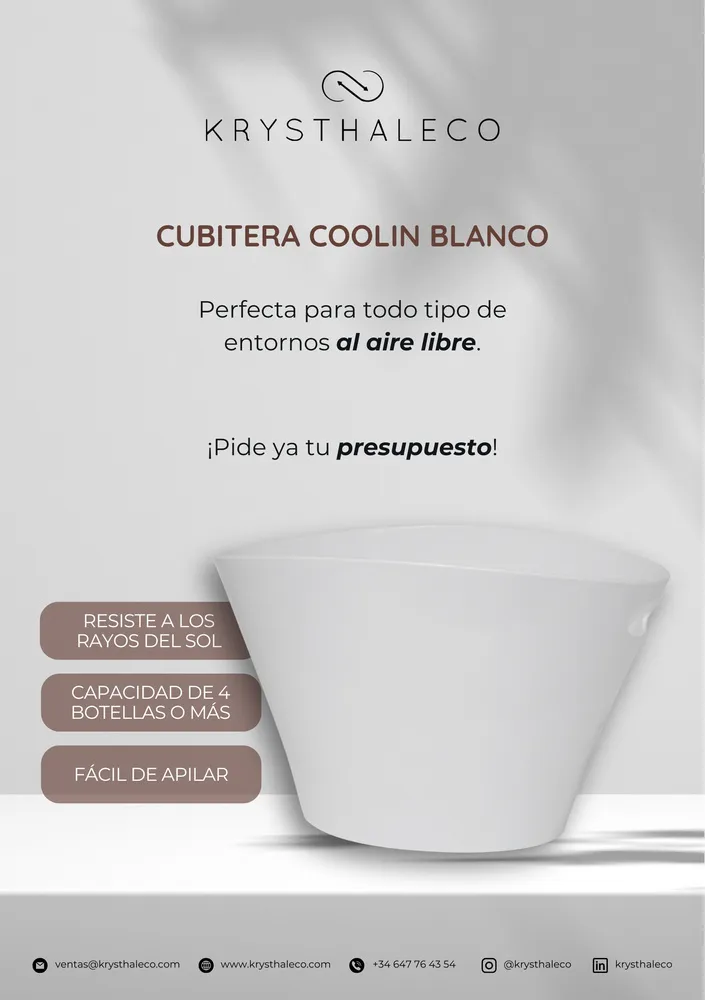 KRYSTHALECO
CUBITERA COOLIN BLANCO
Perfecta para todo tipo de
entornos al aire libre.
¡Pide ya tu presupuesto!
RESISTE A LOS
RAYOS DEL SOL
CAPACIDAD DE 4
BOTELLAS O MÁS
FÁCIL DE APILAR
ventas@krysthaleco.com www.krysthaleco.com +34 647 76 43 54 @krysthaleco krysthaleco